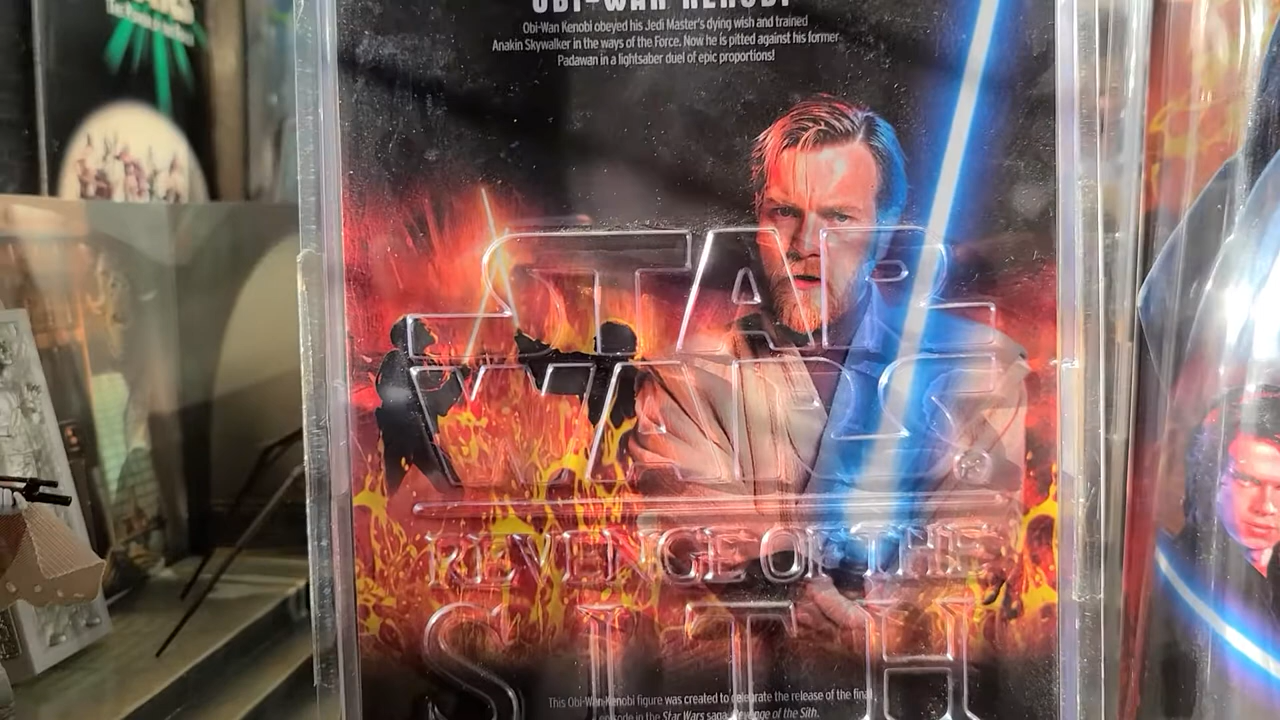 OBI-WAN KENOBI
Obi-Wan Kenobi obeyed his Jedi Master's dying wish and trained
Anakin Skywalker in the ways of the Force. Now he is pitted against his former
Padawan in a lightsaber duel of epic proportions!
STAR
WARS
REVENGE OF THE
SITH
This Obi-Wan Kenobi figure was created to celebrate the release of the final
episode in the Star Wars saga, Revenge of the Sith.